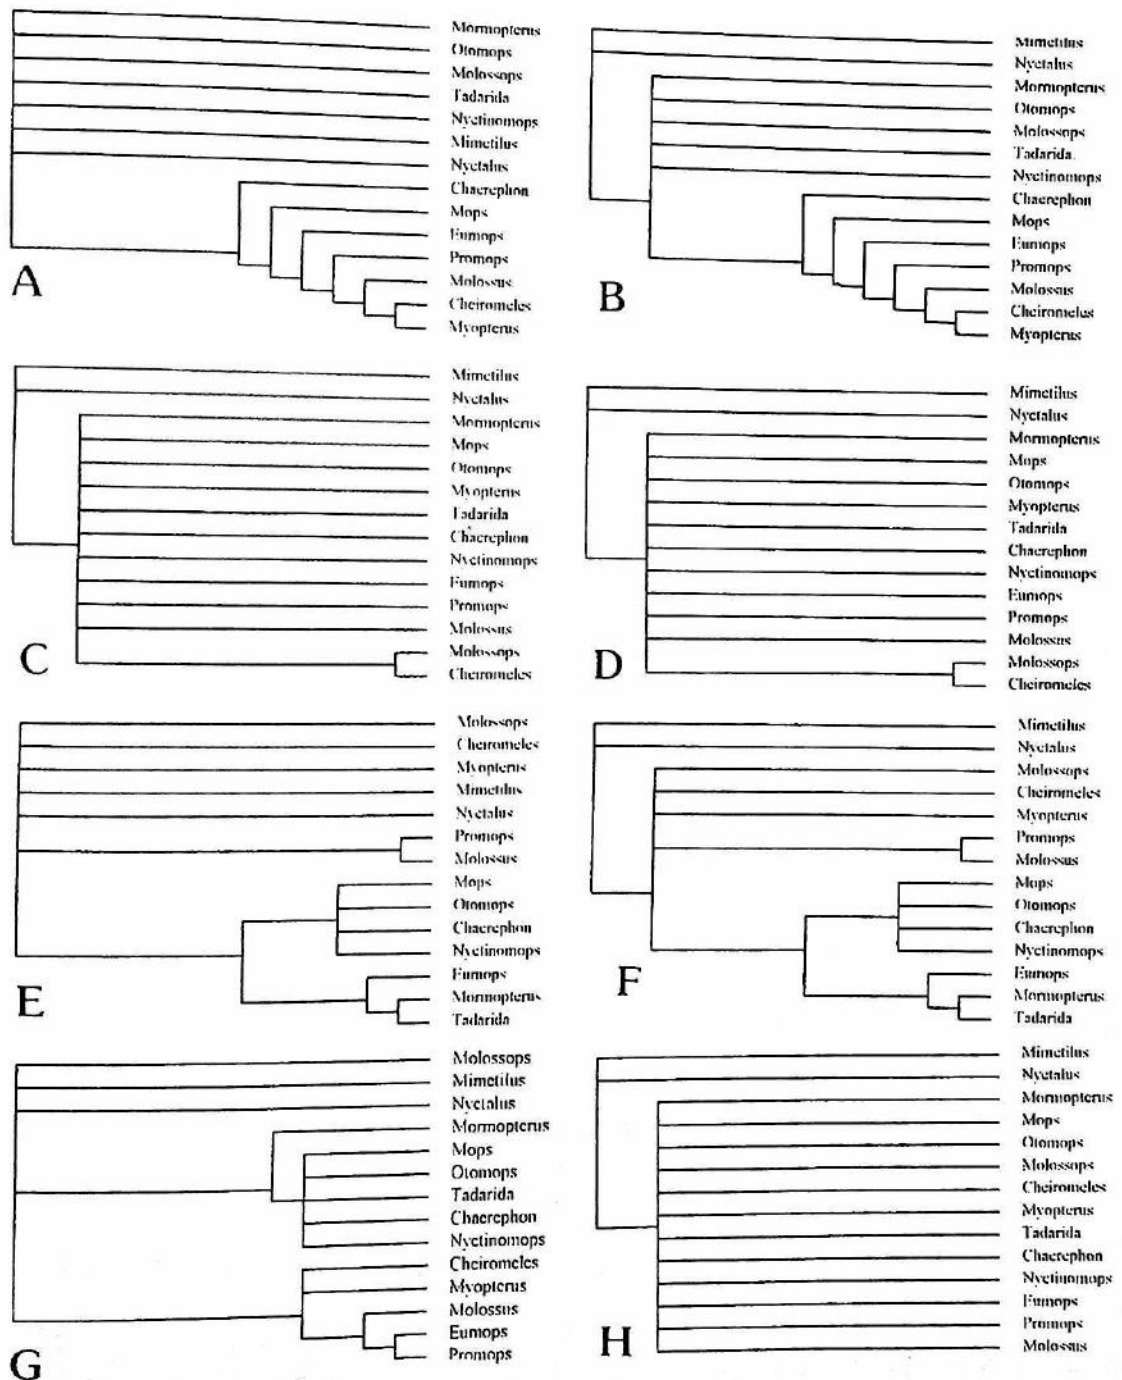 Mormopterus
Otomops
Molossops
Tadarida
Nyctinomops
Mimetilus
Nyctalus
Chaerephon
Mops
Eumops
Promops
Molossus
Cheiromeles
Myopterus
A
Mimetilus
Nyctalus
Mormopterus
Otomops
Molossops
Tadarida
Nyctinomops
Chaerephon
Mops
Eumops
Promops
Molossus
Cheiromeles
Myopterus
B
Mimetilus
Nyctalus
Mormopterus
Mops
Otomops
Myopterus
Tadarida
Chaerephon
Nyctinomops
Eumops
Promops
Molossus
Molossops
Cheiromeles
C
Mimetilus
Nyctalus
Mormopterus
Mops
Otomops
Myopterus
Tadarida
Chaerephon
Nyctinomops
Eumops
Promops
Molossus
Molossops
Cheiromeles
D
Molossops
Cheiromeles
Myopterus
Mimetilus
Nyctalus
Promops
Molossus
Mops
Otomops
Chaerephon
Nyctinomops
Eumops
Mormopterus
Tadarida
E
Mimetilus
Nyctalus
Molossops
Cheiromeles
Myopterus
Promops
Molossus
Mops
Otomops
Chaerephon
Nyctinomops
Eumops
Mormopterus
Tadarida
F
Molossops
Mimetilus
Nyctalus
Mormopterus
Mops
Otomops
Tadarida
Chaerephon
Nyctinomops
Cheiromeles
Myopterus
Molossus
Eumops
Promops
G
Mimetilus
Nyctalus
Mormopterus
Mops
Otomops
Molossops
Cheiromeles
Myopterus
Tadarida
Chaerephon
Nyctinomops
Eumops
Promops
Molossus
H